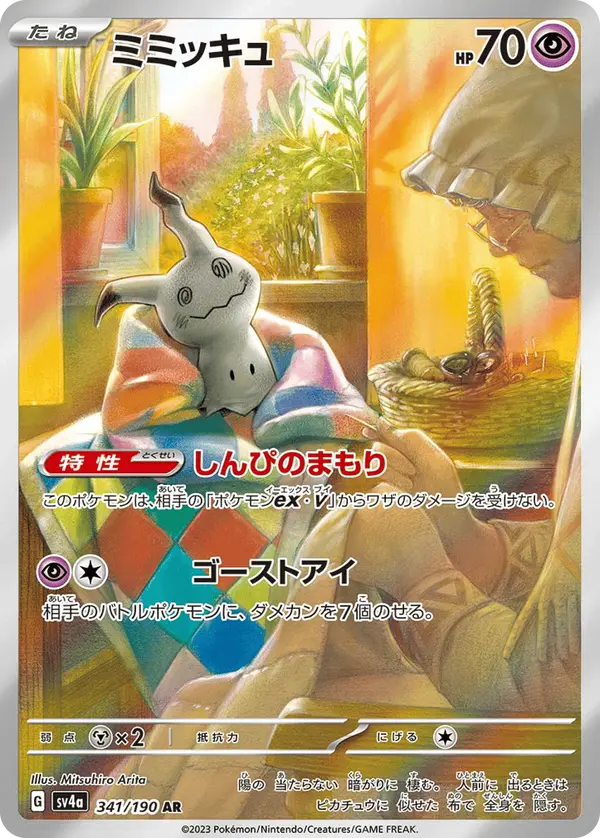 たね ミミッキュ HP70
特性 とくせい しんぴのまもり
このポケモンは、相手の「ポケモンex・V」からワザのダメージを受けない。
ゴーストアイ
相手のバトルポケモンに、ダメカンを7個のせる。
弱点 ×2 抵抗力 にげる
Illus. Mitsuhiro Arita
陽の 当たらない 暗がりに 棲む。 人前に 出るときは
G sv4a 341/190 AR
ピカチュウに 似せた 布で 全身を 隠す。
©2023 Pokémon/Nintendo/Creatures/GAME FREAK.